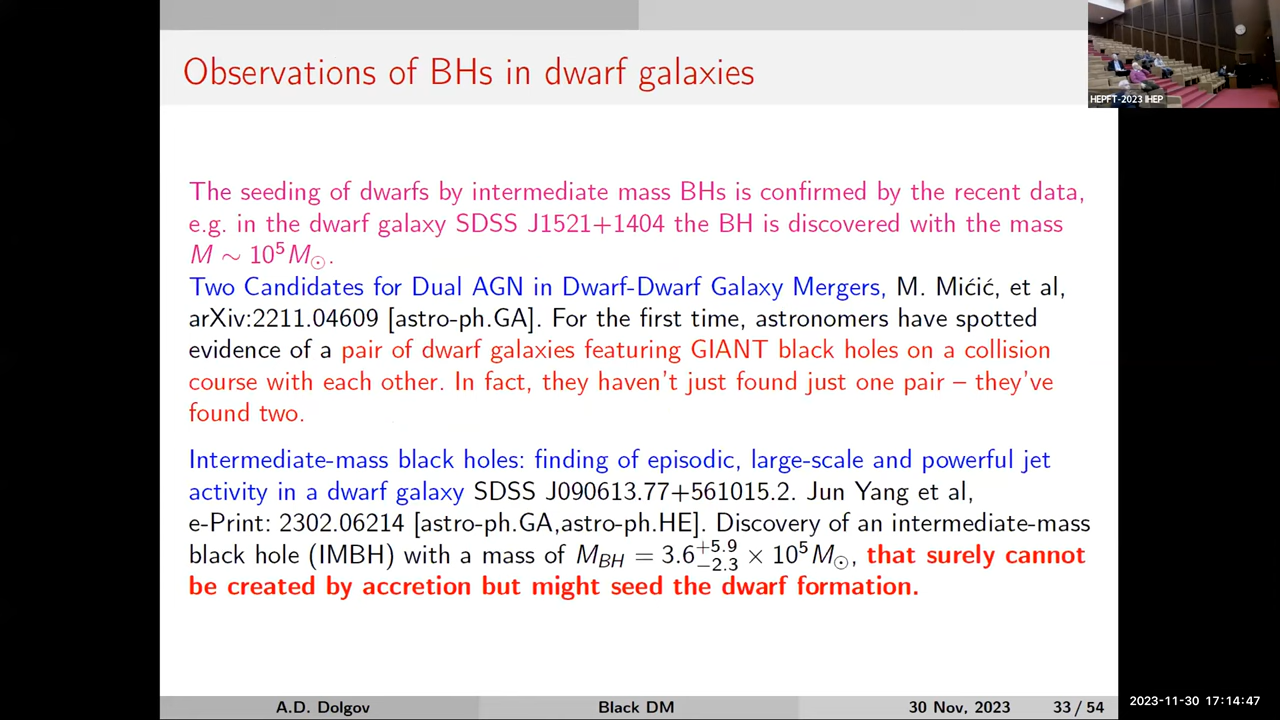 Observations of BHs in dwarf galaxies
HEPFT-2023 IHEP
The seeding of dwarfs by intermediate mass BHs is confirmed by the recent data,
e.g. in the dwarf galaxy SDSS J1521+1404 the BH is discovered with the mass
M ∼ 10⁵M☉.
Two Candidates for Dual AGN in Dwarf-Dwarf Galaxy Mergers, M. Mićić, et al,
arXiv:2211.04609 [astro-ph.GA]. For the first time, astronomers have spotted
evidence of a pair of dwarf galaxies featuring GIANT black holes on a collision
course with each other. In fact, they haven't just found just one pair – they've
found two.
Intermediate-mass black holes: finding of episodic, large-scale and powerful jet
activity in a dwarf galaxy SDSS J090613.77+561015.2. Jun Yang et al,
e-Print: 2302.06214 [astro-ph.GA,astro-ph.HE]. Discovery of an intermediate-mass
black hole (IMBH) with a mass of M_BH = 3.6^{+5.9}_{−2.3} × 10⁵M☉, that surely cannot
be created by accretion but might seed the dwarf formation.
A.D. Dolgov Black DM 30 Nov, 2023 33 / 54
2023-11-30 17:14:47